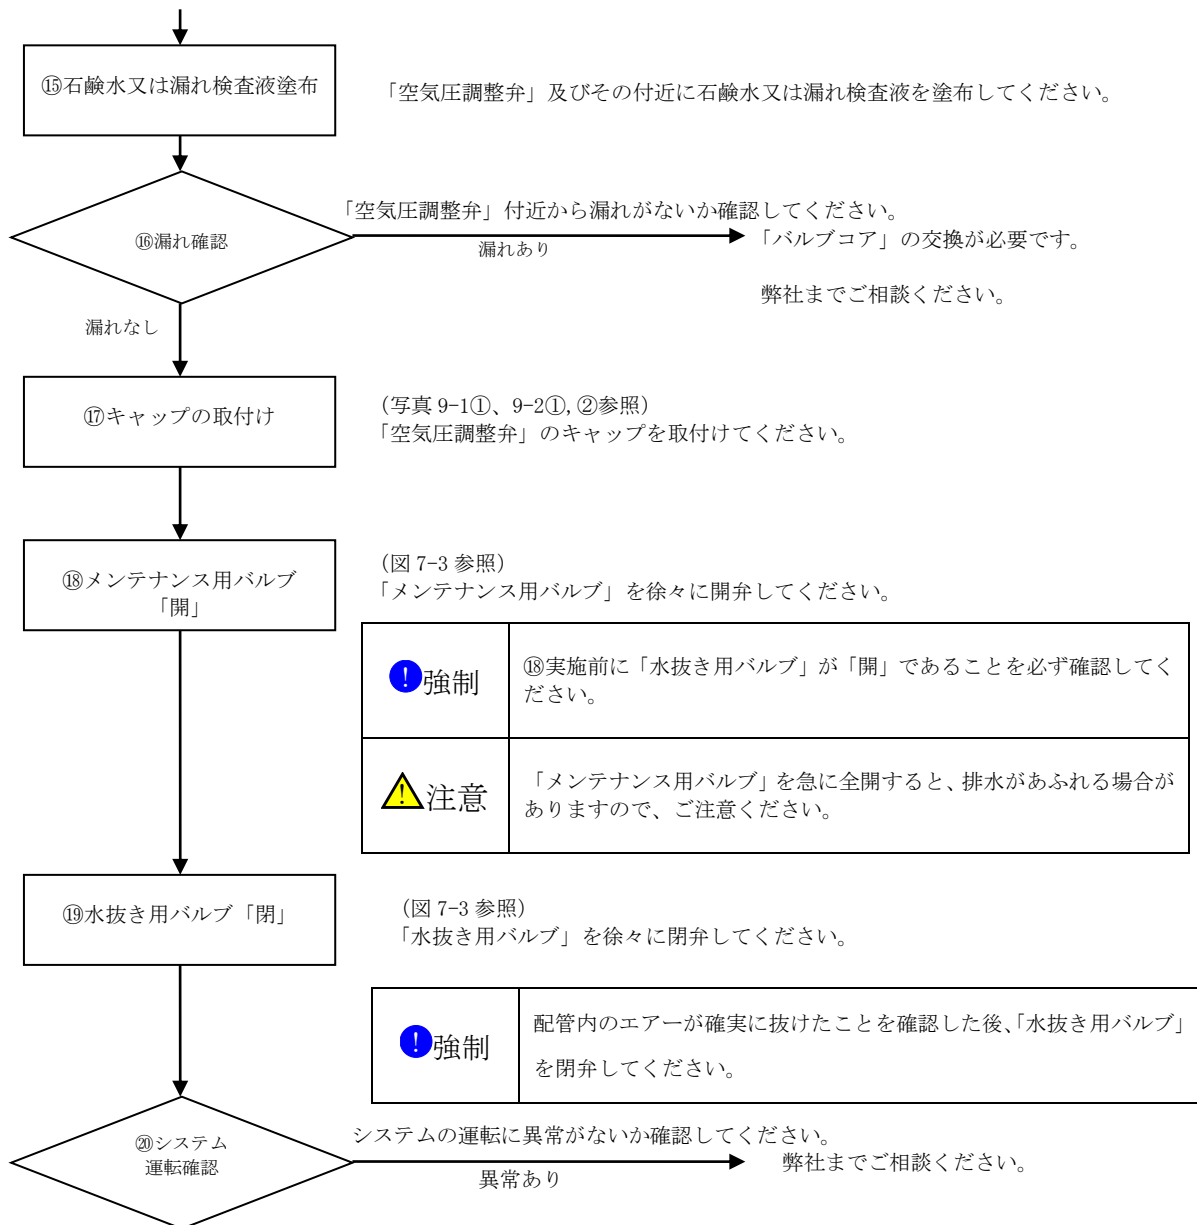 ⑮石鹸水又は漏れ検査液塗布
「空気圧調整弁」及びその付近に石鹸水又は漏れ検査液を塗布してください。
「空気圧調整弁」付近から漏れがないか確認してください。
⑯漏れ確認
漏れあり
「バルブコア」の交換が必要です。
弊社までご相談ください。
漏れなし
⑰キャップの取付け
(写真 9-1①、9-2①,②参照)
「空気圧調整弁」のキャップを取付けてください。
⑱メンテナンス用バルブ
「開」
(図 7-3 参照)
「メンテナンス用バルブ」を徐々に開弁してください。
!強制
⑱実施前に「水抜き用バルブ」が「開」であることを必ず確認してく
ださい。
!注意
「メンテナンス用バルブ」を急に全開すると、排水があふれる場合が
ありますので、ご注意ください。
⑲水抜き用バルブ「閉」
(図 7-3 参照)
「水抜き用バルブ」を徐々に閉弁してください。
!強制
配管内のエアーが確実に抜けたことを確認した後、「水抜き用バルブ」
を閉弁してください。
⑳システム
運転確認
システムの運転に異常がないか確認してください。
異常あり
弊社までご相談ください。